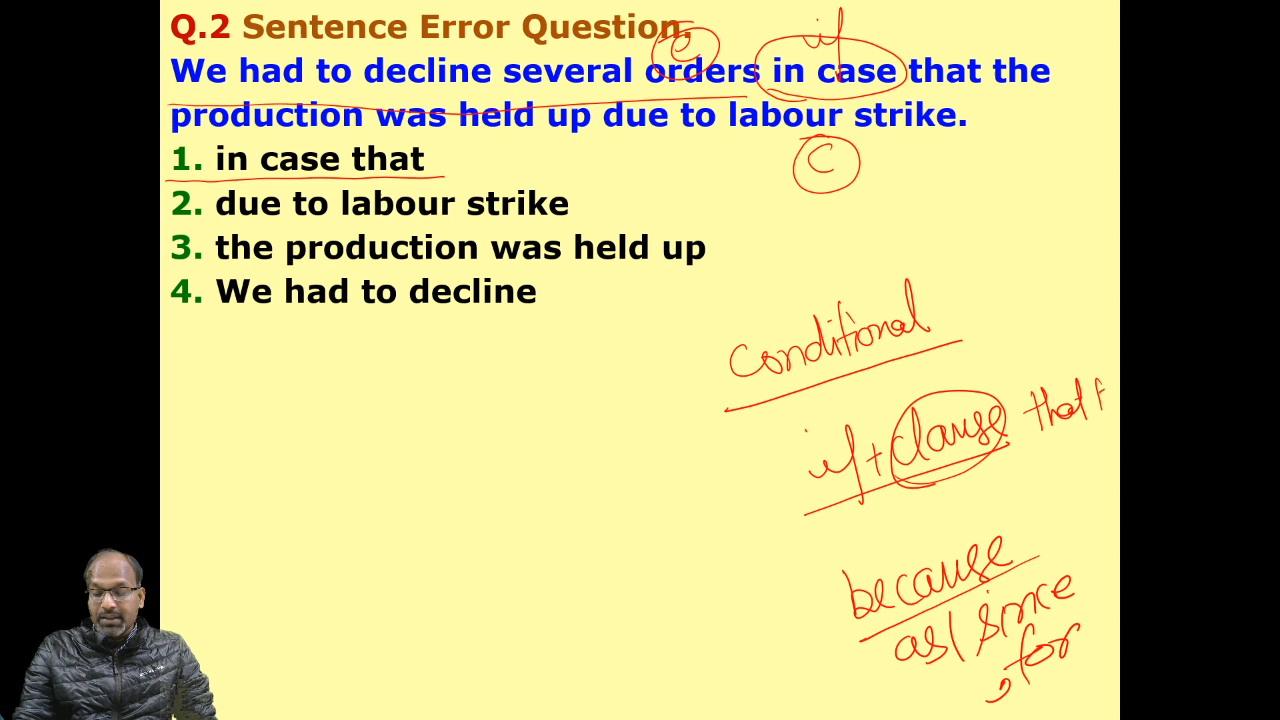 Q.2 Sentence Error Question.
We had to decline several orders in case that the
production was held up due to labour strike.
1. in case that
2. due to labour strike
3. the production was held up
4. We had to decline
if
C
Conditional
if + clause that
because
as/ since
, for